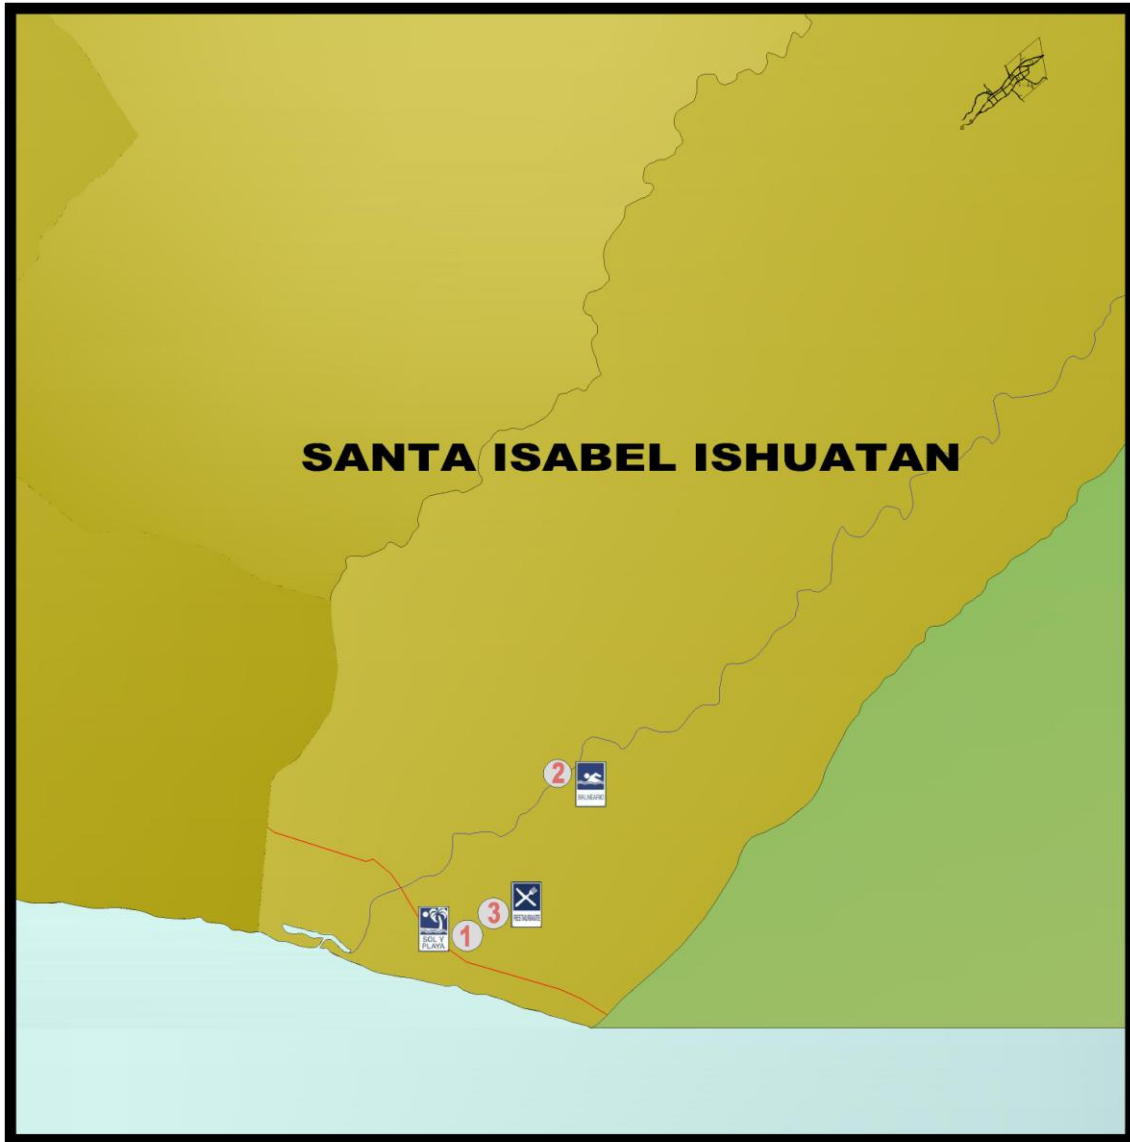 SANTA ISABEL ISHUATAN
2
BALNEARIO
3
RESTAURANTE
1
SOL Y
PLAYA